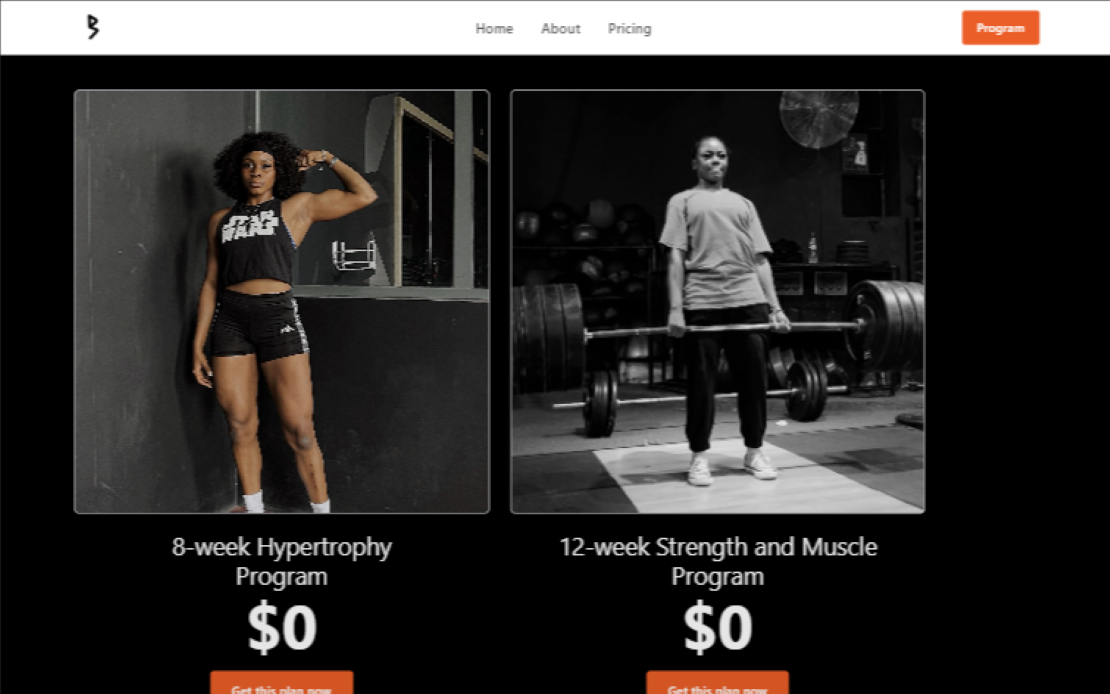 Home About Pricing
Program
STAR
WARS
8-week Hypertrophy
Program
$0
Get this plan now
12-week Strength and Muscle
Program
$0
Get this plan now